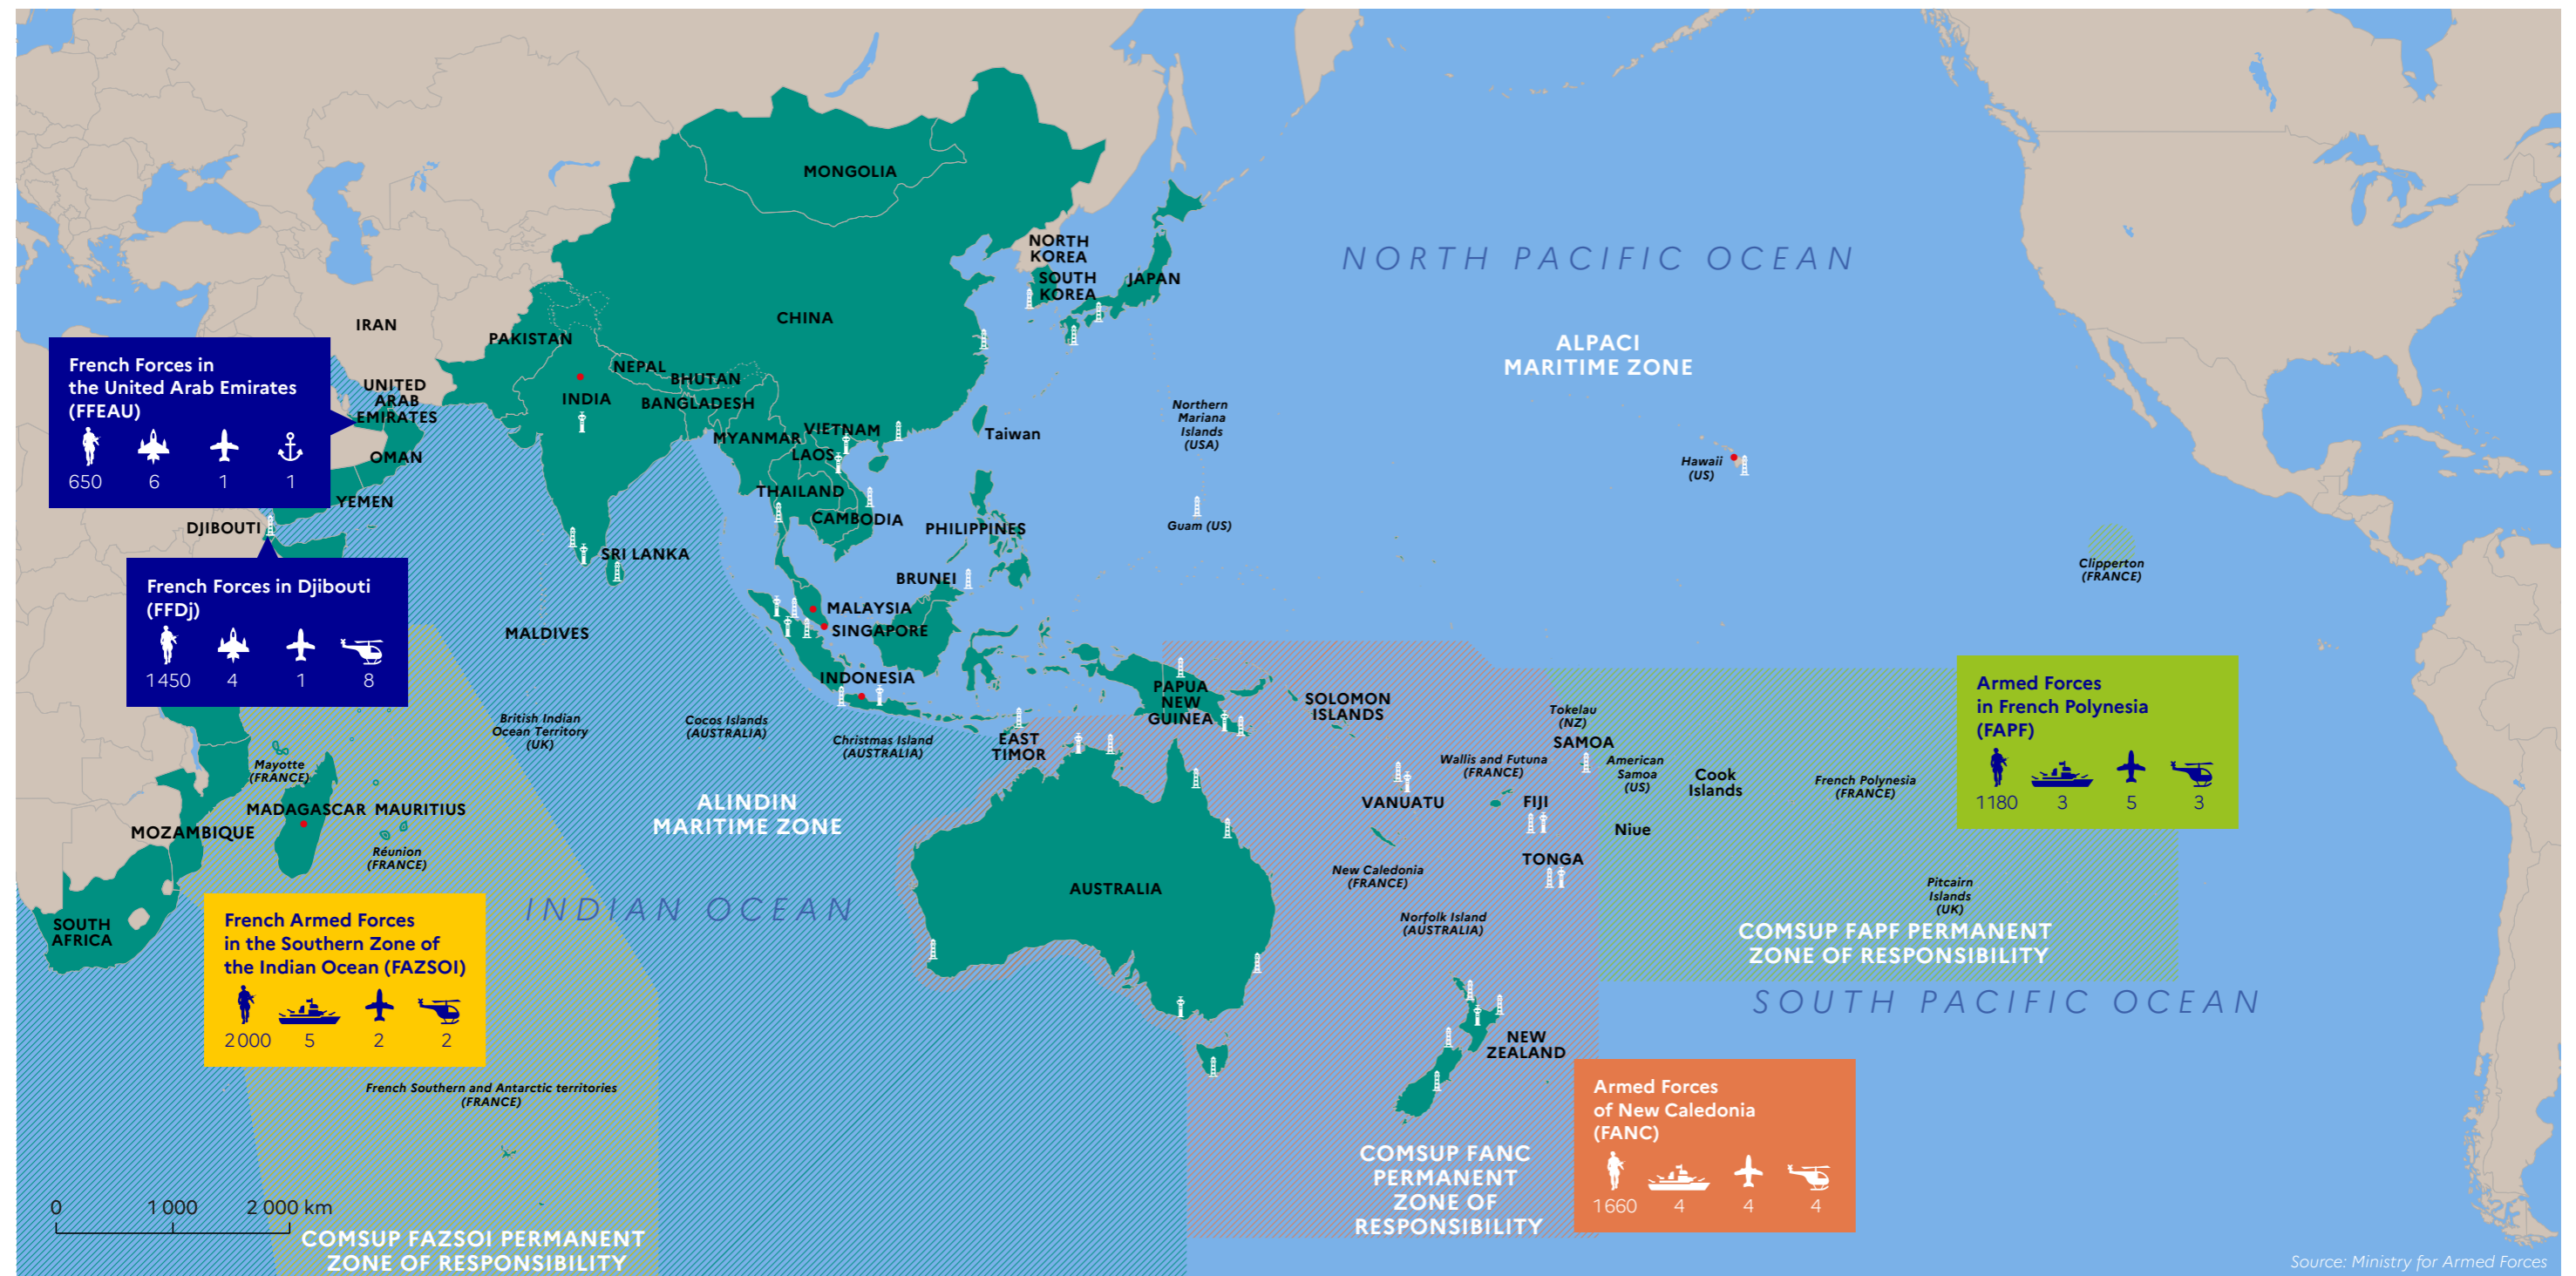 MONGOLIA
NORTH
KOREA
SOUTH
KOREA
JAPAN
NORTH PACIFIC OCEAN
CHINA
IRAN
PAKISTAN
NEPAL
BHUTAN
INDIA
BANGLADESH
ALPACI
MARITIME ZONE
French Forces in
the United Arab Emirates
(FFEAU)
650
6
1
1
UNITED
ARAB
EMIRATES
OMAN
YEMEN
DJIBOUTI
MYANMAR
VIETNAM
LAOS
THAILAND
CAMBODIA
Taiwan
PHILIPPINES
Northern
Mariana
Islands
(USA)
Guam (US)
Hawaii
(US)
Clipperton
(FRANCE)
SRI LANKA
BRUNEI
MALAYSIA
SINGAPORE
MALDIVES
INDONESIA
French Forces in Djibouti
(FFDj)
1 450
4
1
8
PAPUA
NEW
GUINEA
SOLOMON
ISLANDS
Tokelau
(NZ)
SAMOA
American
Samoa
(US)
Cook
Islands
French Polynesia
(FRANCE)
Armed Forces
in French Polynesia
(FAPF)
1 180
3
5
3
British Indian
Ocean Territory
(UK)
Cocos Islands
(AUSTRALIA)
Christmas Island
(AUSTRALIA)
EAST
TIMOR
Wallis and Futuna
(FRANCE)
Mayotte
(FRANCE)
MADAGASCAR
MAURITIUS
MOZAMBIQUE
Réunion
(FRANCE)
ALINDIN
MARITIME ZONE
VANUATU
FIJI
Niue
TONGA
New Caledonia
(FRANCE)
AUSTRALIA
Norfolk Island
(AUSTRALIA)
Pitcairn
Islands
(UK)
INDIAN OCEAN
SOUTH
AFRICA
French Armed Forces
in the Southern Zone of
the Indian Ocean (FAZSOI)
2 000
5
2
2
COMSUP FAPF PERMANENT
ZONE OF RESPONSIBILITY
SOUTH PACIFIC OCEAN
NEW
ZEALAND
French Southern and Antarctic territories
(FRANCE)
Armed Forces
of New Caledonia
(FANC)
1 660
4
4
4
COMSUP FANC
PERMANENT
ZONE OF
RESPONSIBILITY
0
1 000
2 000 km
COMSUP FAZSOI PERMANENT
ZONE OF RESPONSIBILITY
Source: Ministry for Armed Forces